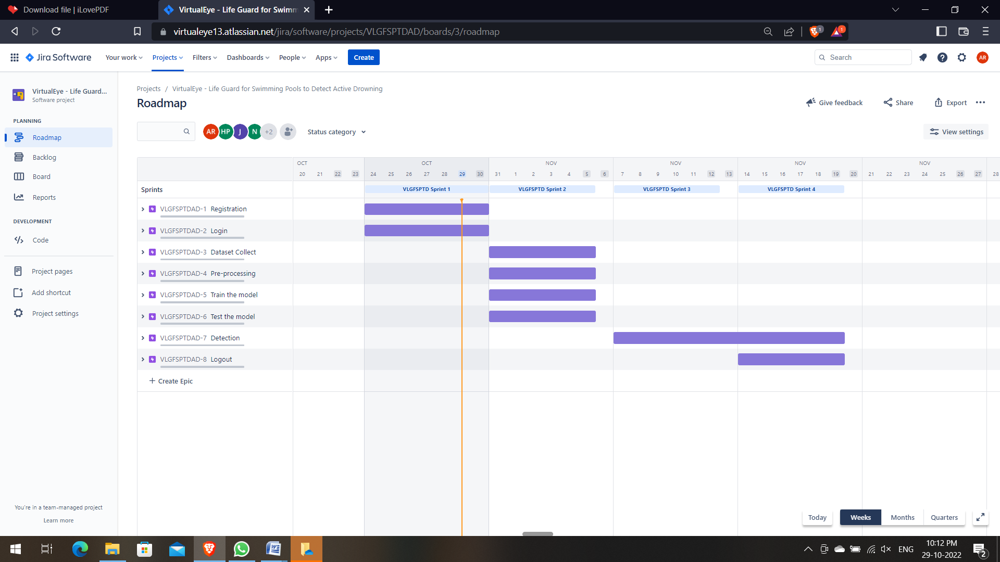 Download file | iLovePDF
VirtualEye - Life Guard for Swimm
virtualeye13.atlassian.net/jira/software/projects/VLGFSPTDAD/boards/3/roadmap
1
1
Jira Software
Your work
Projects
Filters
Dashboards
People
Apps
Create
Search
AR
VirtualEye - Life Guard...
Software project
PLANNING
Roadmap
Backlog
Board
Reports
DEVELOPMENT
Code
Project pages
Add shortcut
Project settings
You're in a team-managed project
Learn more
Projects / VirtualEye - Life Guard for Swimming Pools to Detect Active Drowning
Roadmap
Give feedback
Share
Export
AR HP J N +2
Status category
View settings
OCT OCT NOV NOV NOV NOV
20 21 22 23 24 25 26 27 28 29 30 31 1 2 3 4 5 6 7 8 9 10 11 12 13 14 15 16 17 18 19 20 21 22 23 24 25 26 27 28
Sprints
VLGFSPTD Sprint 1
VLGFSPTD Sprint 2
VLGFSPTD Sprint 3
VLGFSPTD Sprint 4
VLGFSPTDAD-1 Registration
VLGFSPTDAD-2 Login
VLGFSPTDAD-3 Dataset Collect
VLGFSPTDAD-4 Pre-processing
VLGFSPTDAD-5 Train the model
VLGFSPTDAD-6 Test the model
VLGFSPTDAD-7 Detection
VLGFSPTDAD-8 Logout
+ Create Epic
Today
Weeks
Months
Quarters
ENG
10:12 PM
29-10-2022
2